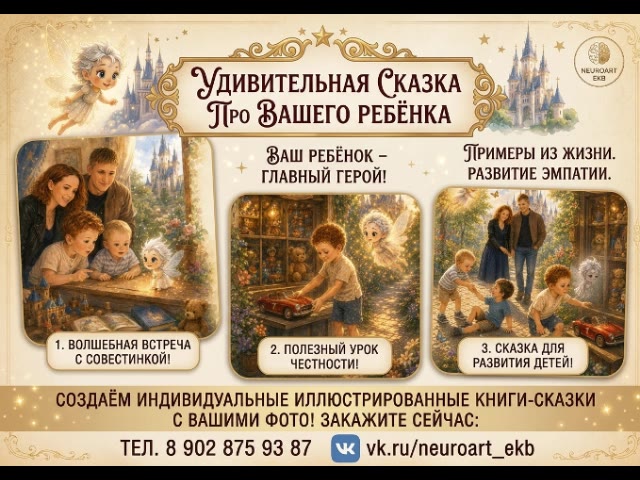 Удивительная Сказка
Про Вашего ребёнка
NEUROART
EKB
Ваш ребёнок –
главный герой!
Примеры из жизни.
Развитие эмпатии.
1. ВОЛШЕБНАЯ ВСТРЕЧА
С СОВЕСТИНКОЙ!
2. ПОЛЕЗНЫЙ УРОК
ЧЕСТНОСТИ!
3. СКАЗКА ДЛЯ
РАЗВИТИЯ ДЕТЕЙ!
СОЗДАЁМ ИНДИВИДУАЛЬНЫЕ ИЛЛЮСТРИРОВАННЫЕ КНИГИ-СКАЗКИ
С ВАШИМИ ФОТО! ЗАКАЖИТЕ СЕЙЧАС:
ТЕЛ. 8 902 875 93 87 vk.ru/neuroart_ekb